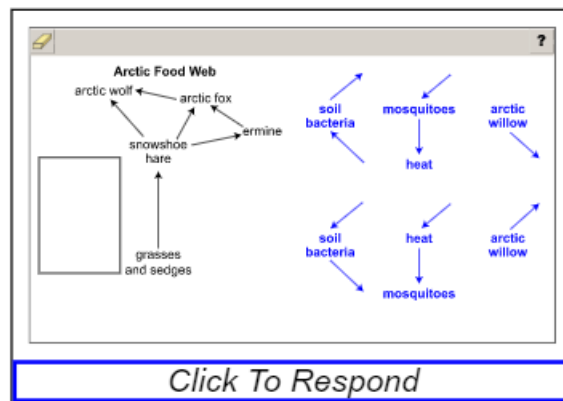 ?
Arctic Food Web
arctic wolf
arctic fox
ermine
snowshoe
hare
grasses
and sedges
soil
bacteria
mosquitoes
arctic
willow
heat
soil
bacteria
heat
arctic
willow
mosquitoes
Click To Respond